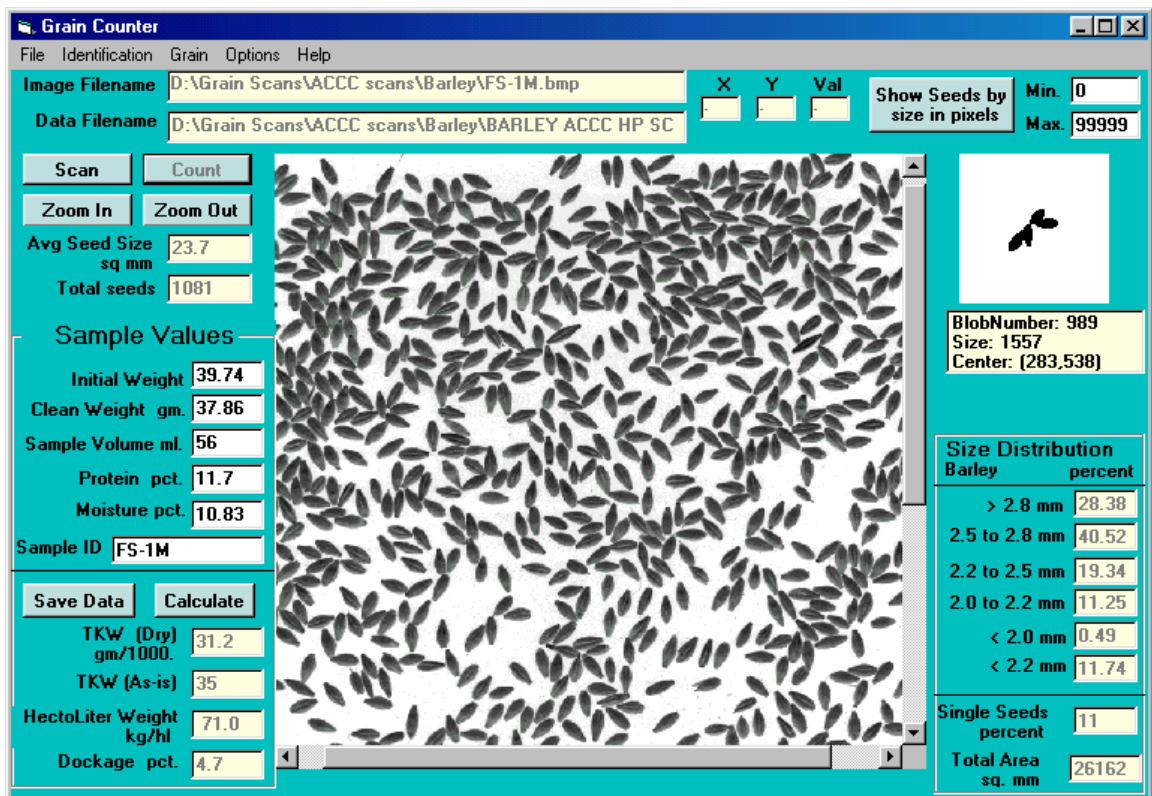 Grain Counter
File Identification Grain Options Help
Image Filename D:\Grain Scans\ACCC scans\Barley\FS-1M.bmp
Data Filename D:\Grain Scans\ACCC scans\Barley\BARLEY ACCC HP SC
X Y Val
- - -
Show Seeds by
size in pixels
Min. 0
Max. 99999
Scan Count
Zoom In Zoom Out
Avg Seed Size
sq mm 23.7
Total seeds 1081
Sample Values
Initial Weight 39.74
Clean Weight gm. 37.86
Sample Volume ml. 56
Protein pct. 11.7
Moisture pct. 10.83
Sample ID FS-1M
Save Data Calculate
TKW (Dry)
gm/1000. 31.2
TKW (As-is) 35
HectoLiter Weight
kg/hl 71.0
Dockage pct. 4.7
BlobNumber: 989
Size: 1557
Center: (283,538)
Size Distribution
Barley percent
> 2.8 mm 28.38
2.5 to 2.8 mm 40.52
2.2 to 2.5 mm 19.34
2.0 to 2.2 mm 11.25
< 2.0 mm 0.49
< 2.2 mm 11.74
Single Seeds
percent 11
Total Area
sq. mm 26162